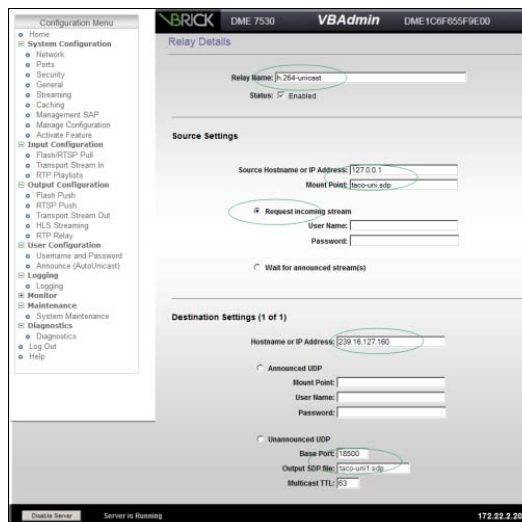 Configuration Menu
Home
System Configuration
Network
Ports
Security
General
Streaming
Caching
Management SAP
Manage Configuration
Activate Feature
Input Configuration
Flash/RTSP Pull
Transport Stream In
RTP Playlists
Output Configuration
Flash Push
RTSP Push
Transport Stream Out
HLS Streaming
RTP Relay
User Configuration
Username and Password
Announce (AutoUnicast)
Logging
Logging
Monitor
Maintenance
System Maintenance
Diagnostics
Diagnostics
Log Out
Help
VBRICK DME 7530 VBAdmin DME1C6F655F9E00
Relay Details
Relay Name: h.264-unicast
Status: Enabled
Source Settings
Source Hostname or IP Address: 127.0.0.1
Mount Point: taco-uni.sdp
Request incoming stream
User Name:
Password:
Wait for announced stream(s)
Destination Settings (1 of 1)
Hostname or IP Address: 239.16.127.160
Announced UDP
Mount Point:
User Name:
Password:
Unannounced UDP
Base Port: 18500
Output SDP file: taco-uni1.sdp
Multicast TTL: 63
Disable Server Server is Running 172.22.2.20